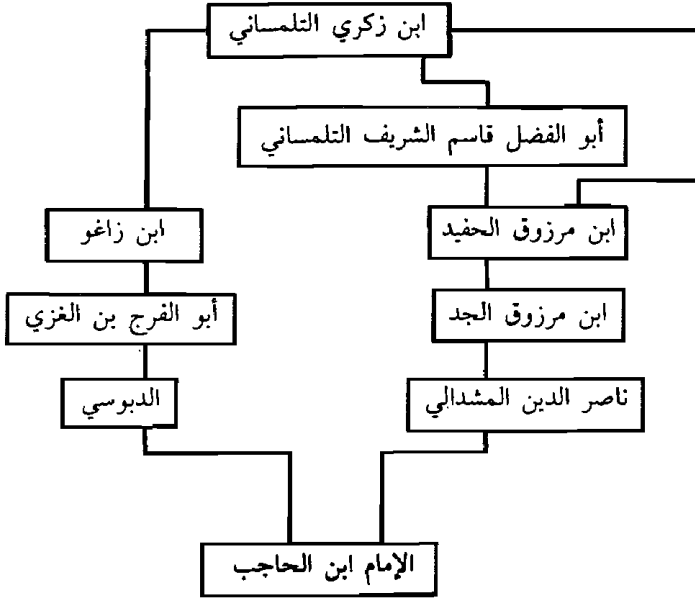 ابن زكري التلمساني
أبو الفضل قاسم الشريف التلمساني
ابن مرزوق الحفيد
ابن زاغو
ابن مرزوق الجد
أبو الفرج بن الغزي
ناصر الدين المشدالي
الدبوسي
الإمام ابن الحاجب